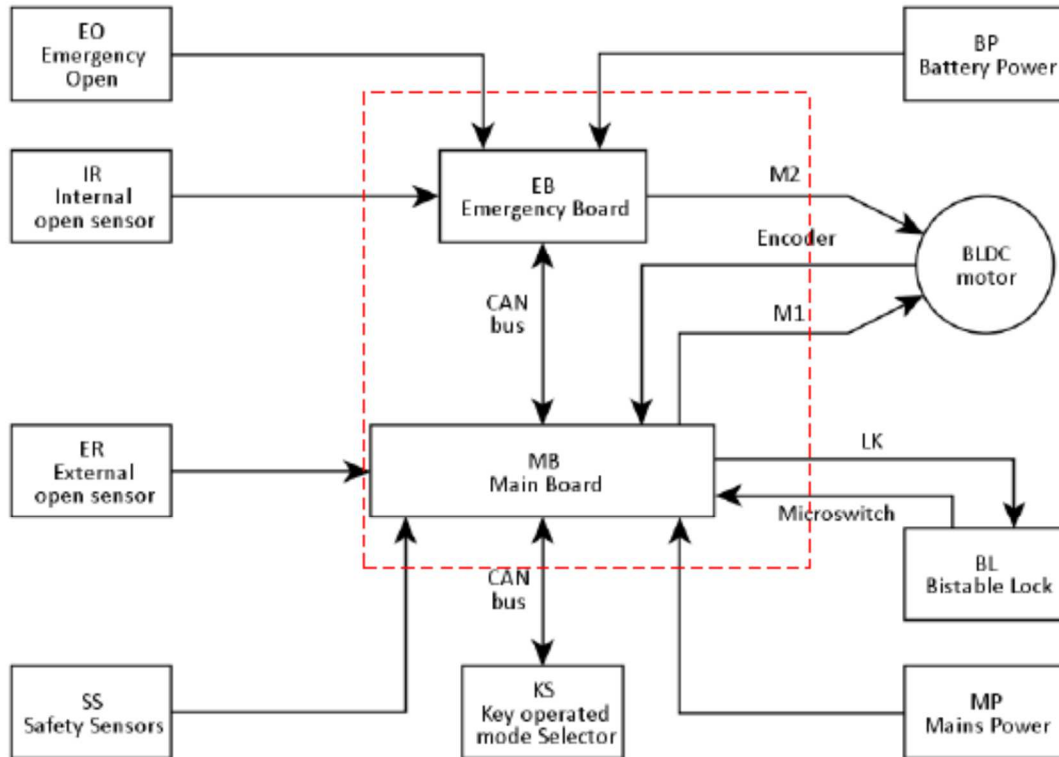 EO
Emergency
Open
BP
Battery Power
IR
Internal
open sensor
EB
Emergency Board
M2
Encoder
BLDC
motor
CAN
bus
M1
ER
External
open sensor
MB
Main Board
LK
Microswitch
BL
Bistable Lock
CAN
bus
SS
Safety Sensors
KS
Key operated
mode Selector
MP
Mains Power